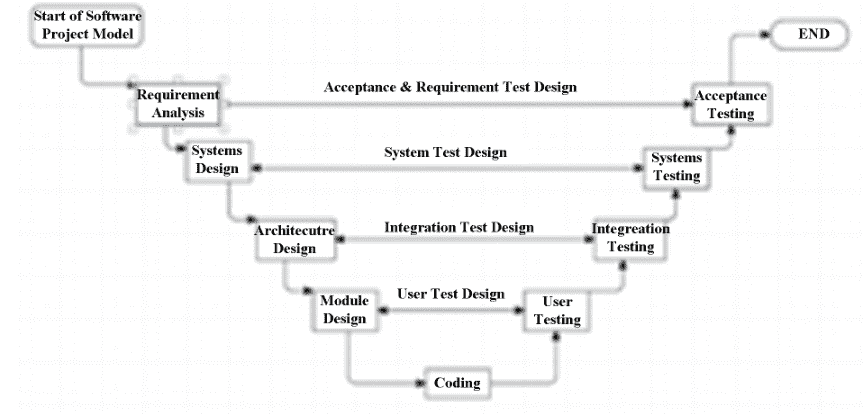 Start of Software
Project Model
END
Requirement
Analysis
Acceptance & Requirement Test Design
Acceptance
Testing
Systems
Design
System Test Design
Systems
Testing
Architecutre
Design
Integration Test Design
Integreation
Testing
Module
Design
User Test Design
User
Testing
Coding